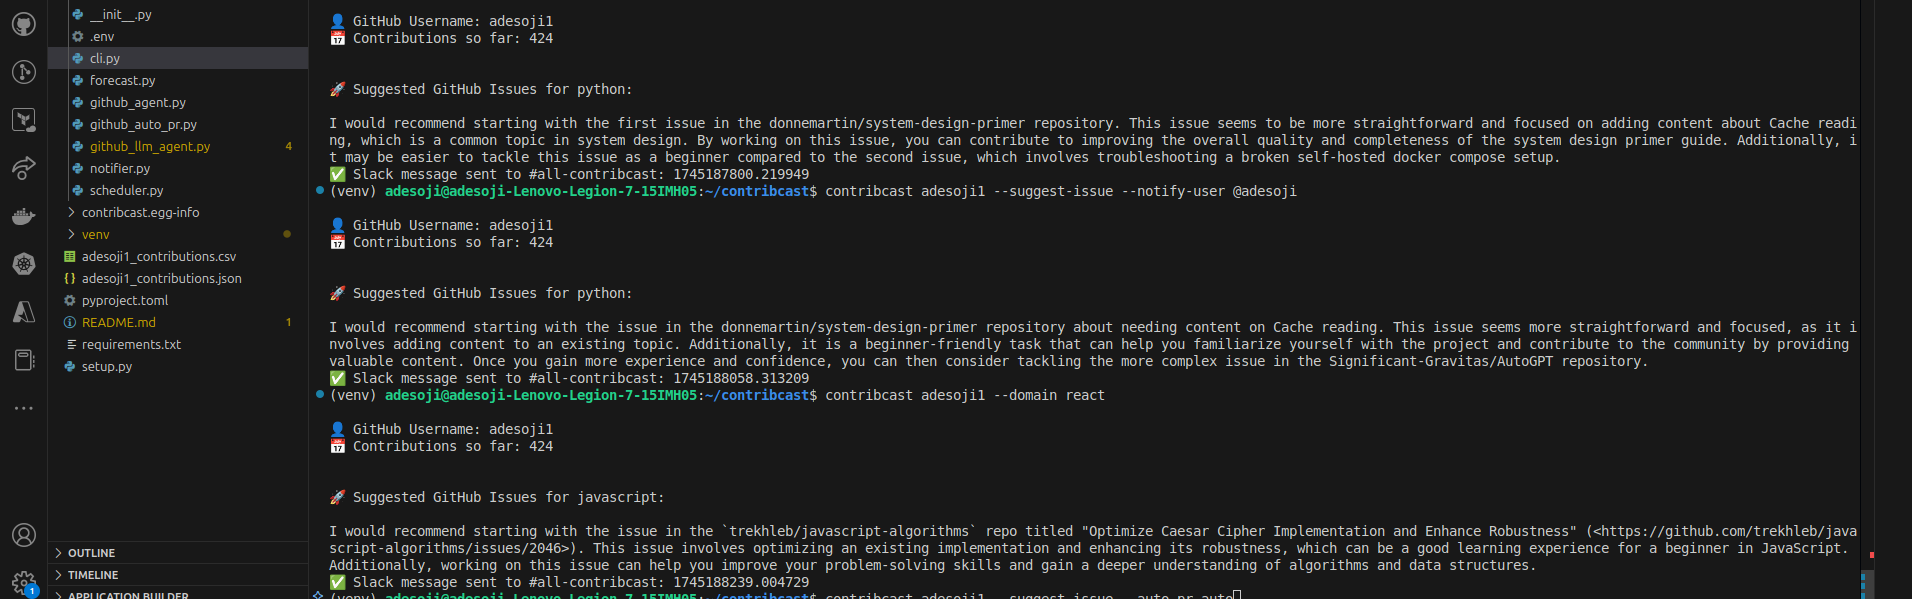 __init__.py
.env
cli.py
forecast.py
github_agent.py
github_auto_pr.py
github_llm_agent.py 4
notifier.py
scheduler.py
contribcast.egg-info
venv
adesoji1_contributions.csv
adesoji1_contributions.json
pyproject.toml
README.md 1
requirements.txt
setup.py
OUTLINE
TIMELINE
APPLICATION BUILDER
1
GitHub Username: adesoji1
Contributions so far: 424
🚀 Suggested GitHub Issues for python:
I would recommend starting with the first issue in the donnemartin/system-design-primer repository. This issue seems to be more straightforward and focused on adding content about Cache readi
ng, which is a common topic in system design. By working on this issue, you can contribute to improving the overall quality and completeness of the system design primer guide. Additionally, i
t may be easier to tackle this issue as a beginner compared to the second issue, which involves troubleshooting a broken self-hosted docker compose setup.
✅ Slack message sent to #all-contribcast: 1745187800.219949
(venv) adesoji@adesoji-Lenovo-Legion-7-15IMH05:~/contribcast$ contribcast adesoji1 --suggest-issue --notify-user @adesoji
👤 GitHub Username: adesoji1
📅 Contributions so far: 424
🚀 Suggested GitHub Issues for python:
I would recommend starting with the issue in the donnemartin/system-design-primer repository about needing content on Cache reading. This issue seems more straightforward and focused, as it i
nvolves adding content to an existing topic. Additionally, it is a beginner-friendly task that can help you familiarize yourself with the project and contribute to the community by providing
valuable content. Once you gain more experience and confidence, you can then consider tackling the more complex issue in the Significant-Gravitas/AutoGPT repository.
✅ Slack message sent to #all-contribcast: 1745188058.313209
(venv) adesoji@adesoji-Lenovo-Legion-7-15IMH05:~/contribcast$ contribcast adesoji1 --domain react
👤 GitHub Username: adesoji1
📅 Contributions so far: 424
🚀 Suggested GitHub Issues for javascript:
I would recommend starting with the issue in the `trekhleb/javascript-algorithms` repo titled "Optimize Caesar Cipher Implementation and Enhance Robustness" (<https://github.com/trekhleb/java
script-algorithms/issues/2046>). This issue involves optimizing an existing implementation and enhancing its robustness, which can be a good learning experience for a beginner in JavaScript.
Additionally, working on this issue can help you improve your problem-solving skills and gain a deeper understanding of algorithms and data structures.
✅ Slack message sent to #all-contribcast: 1745188239.004729
(venv) adesoji@adesoji-Lenovo-Legion-7-15IMH05:~/contribcast$ contribcast adesoji1 --suggest-issue --auto-pr-auto